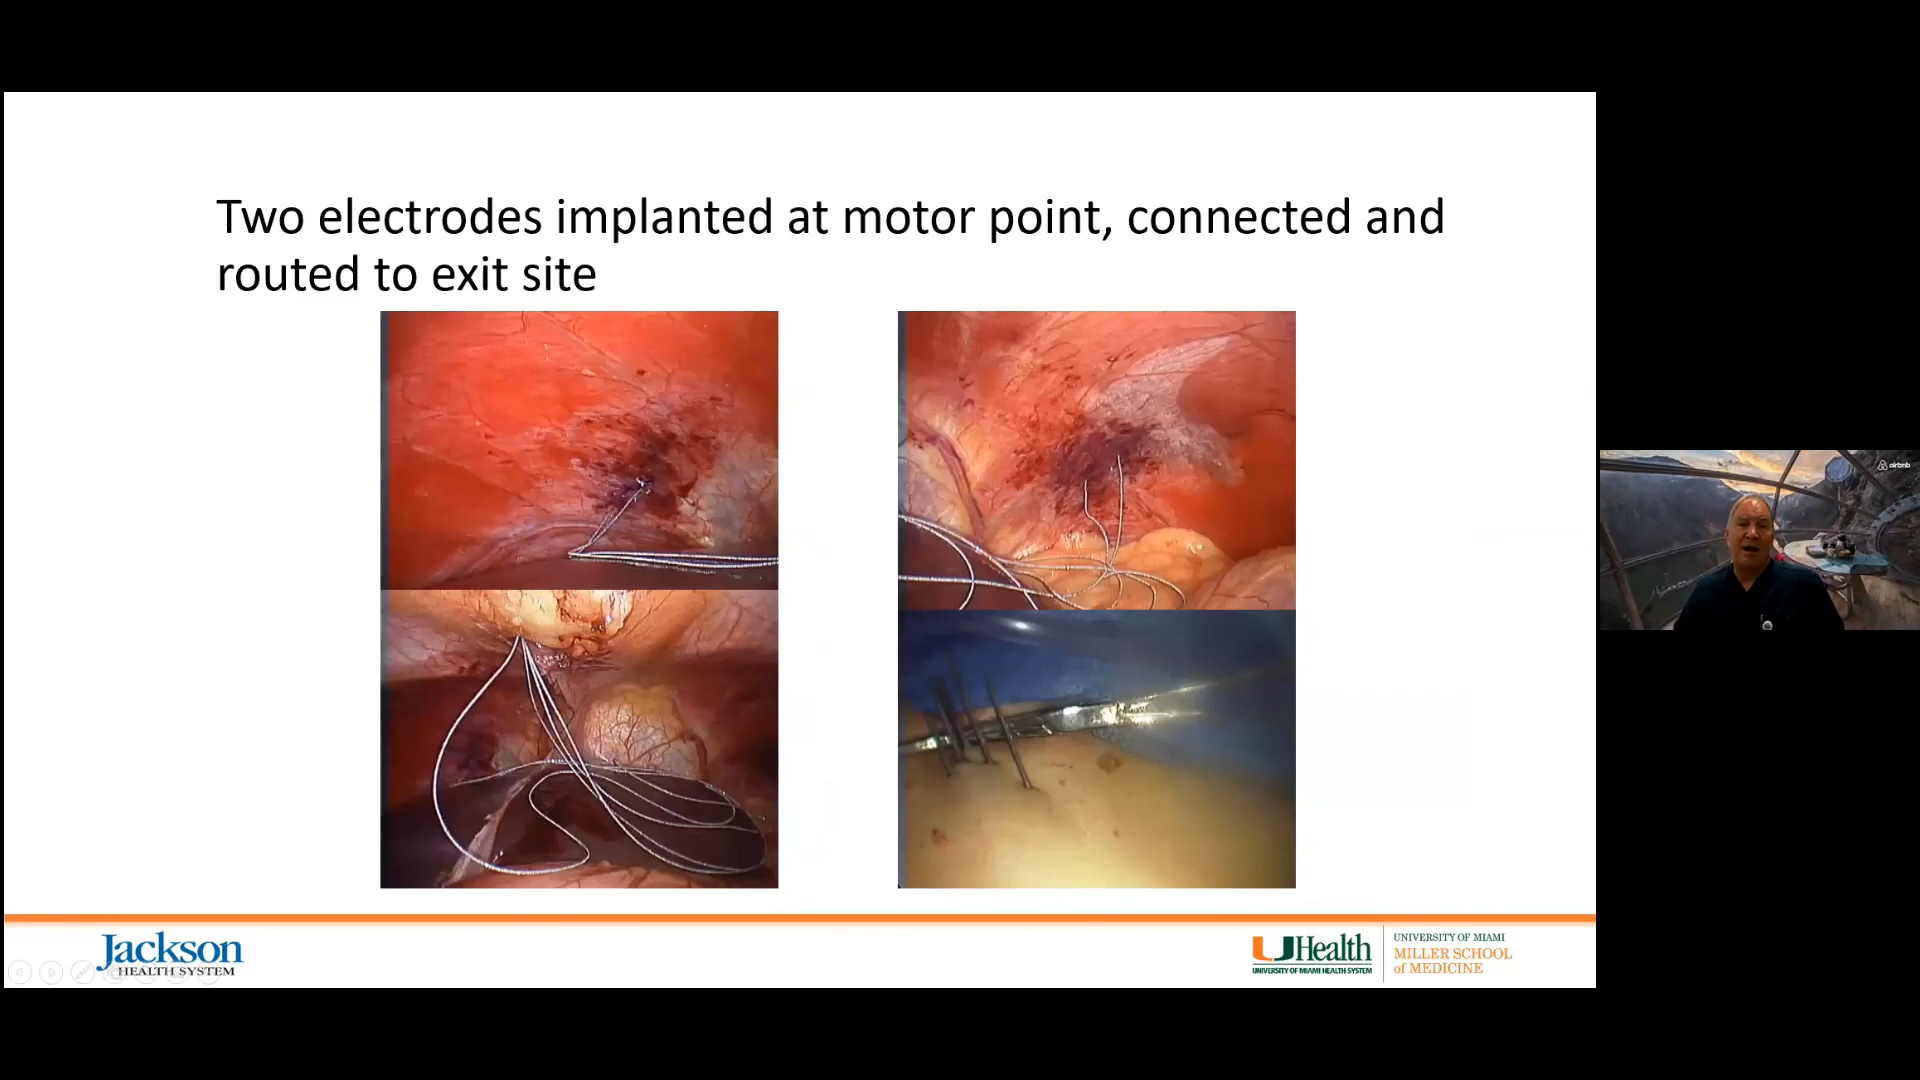 Two electrodes implanted at motor point, connected and
routed to exit site
airbnb
Jackson
HEALTH SYSTEM
UHealth
UNIVERSITY OF MIAMI HEALTH SYSTEM
UNIVERSITY OF MIAMI
MILLER SCHOOL
of MEDICINE